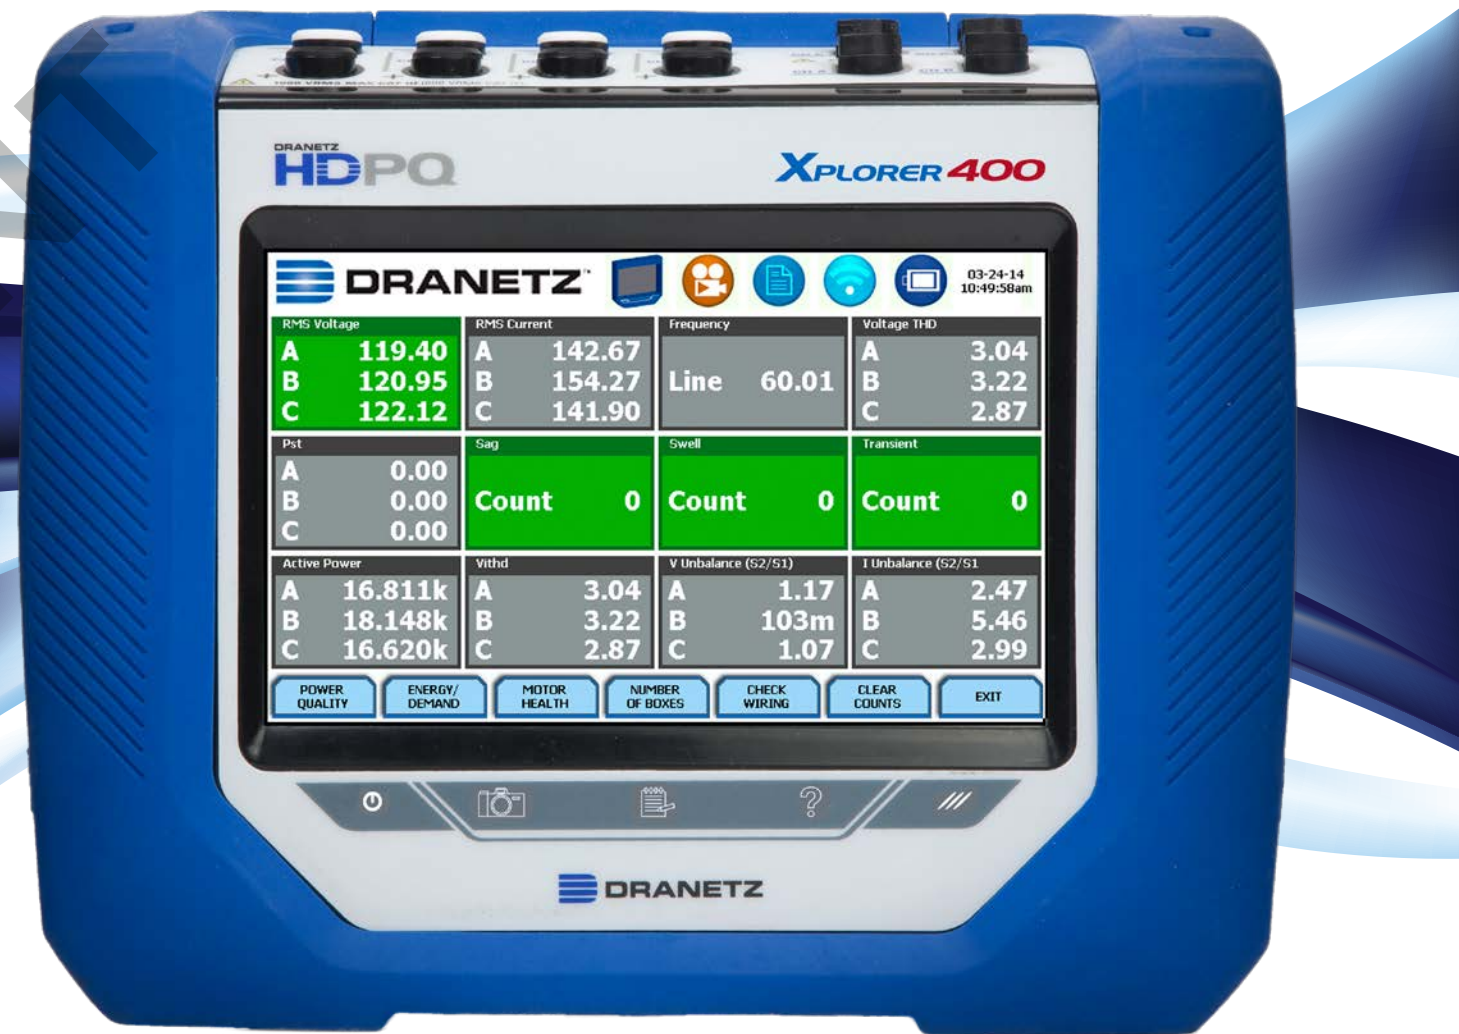 DRANETZ
HDPQ
XPLORER 400
DRANETZ
03-24-14
10:49:58am
RMS Voltage
A 119.40
B 120.95
C 122.12
RMS Current
A 142.67
B 154.27
C 141.90
Frequency
Line 60.01
Voltage THD
A 3.04
B 3.22
C 2.87
Pst
A 0.00
B 0.00
C 0.00
Sag
Count 0
Swell
Count 0
Transient
Count 0
Active Power
A 16.811k
B 18.148k
C 16.620k
Vithd
A 3.04
B 3.22
C 2.87
V Unbalance (S2/S1)
A 1.17
B 103m
C 1.07
I Unbalance (S2/S1
A 2.47
B 5.46
C 2.99
POWER
QUALITY
ENERGY/
DEMAND
MOTOR
HEALTH
NUMBER
OF BOXES
CHECK
WIRING
CLEAR
COUNTS
EXIT
DRANETZ